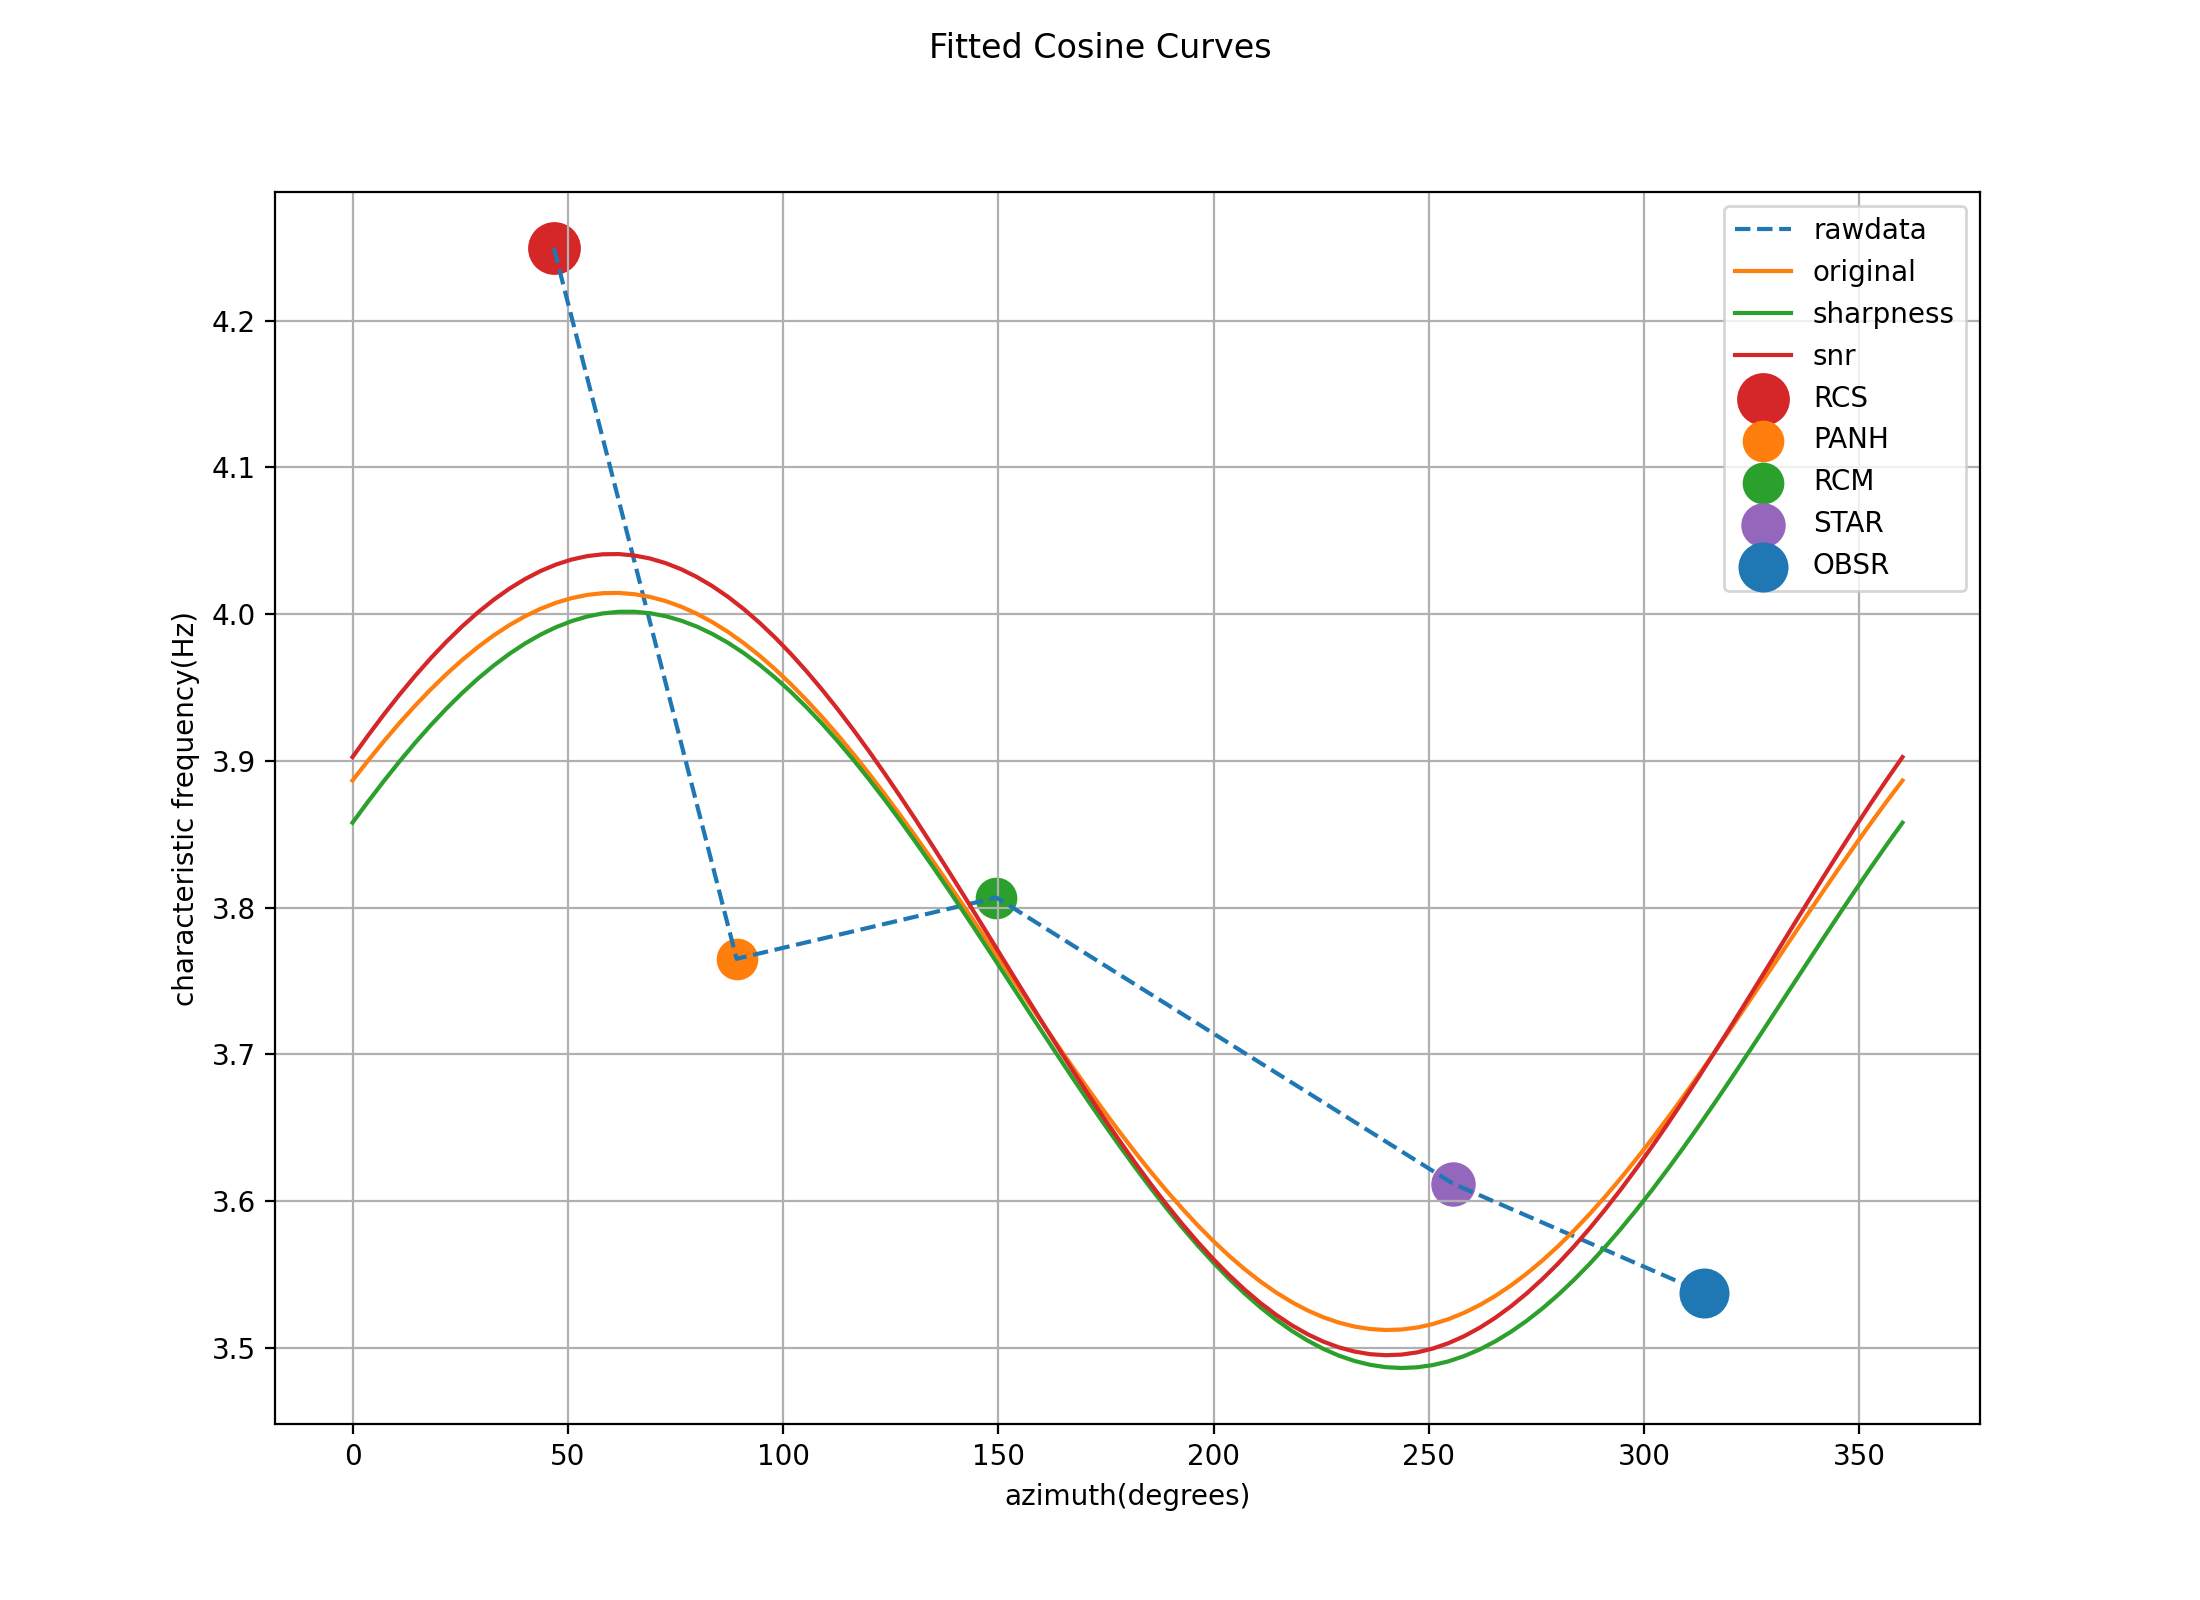 Fitted Cosine Curves
rawdata
original
sharpness
snr
RCS
PANH
RCM
STAR
OBSR
characteristic frequency(Hz)
4.2
4.1
4.0
3.9
3.8
3.7
3.6
3.5
0 50 100 150 200 250 300 350
azimuth(degrees)